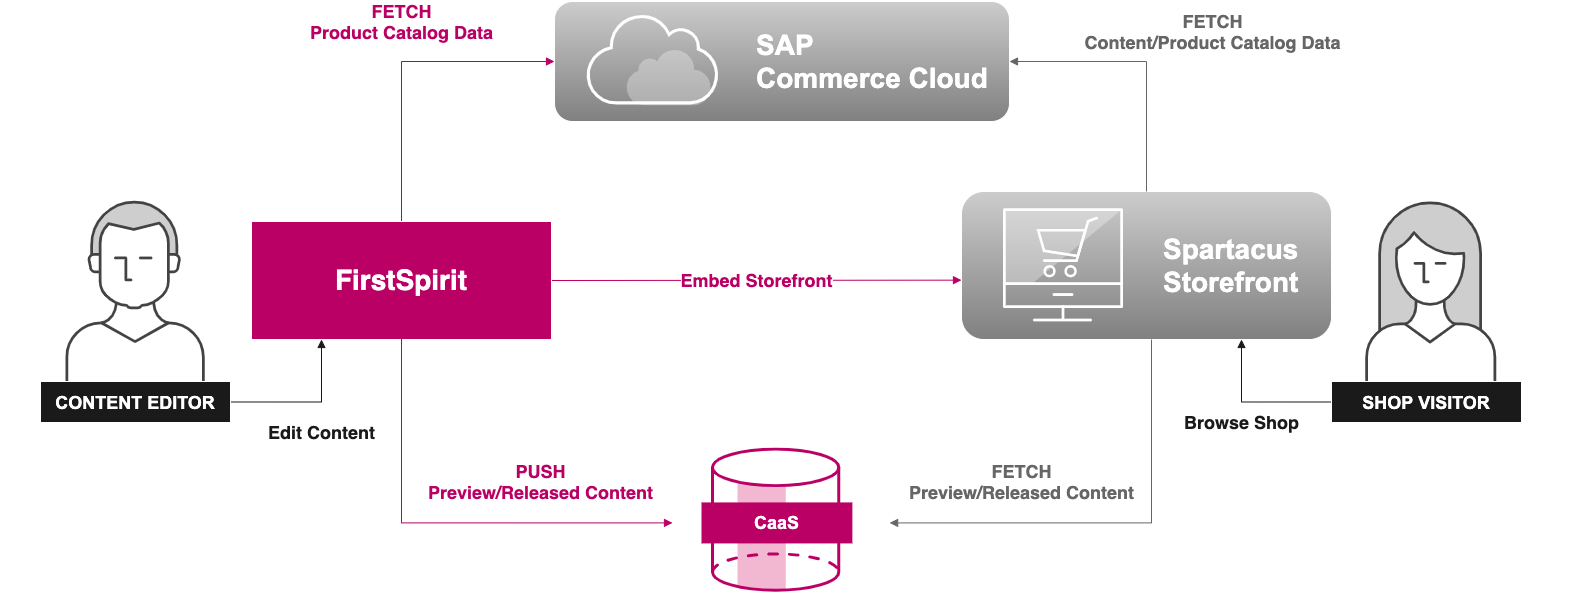 FETCH
Product Catalog Data
SAP
Commerce Cloud
FETCH
Content/Product Catalog Data
FirstSpirit
Embed Storefront
Spartacus
Storefront
CONTENT EDITOR
Edit Content
SHOP VISITOR
Browse Shop
PUSH
Preview/Released Content
CaaS
FETCH
Preview/Released Content